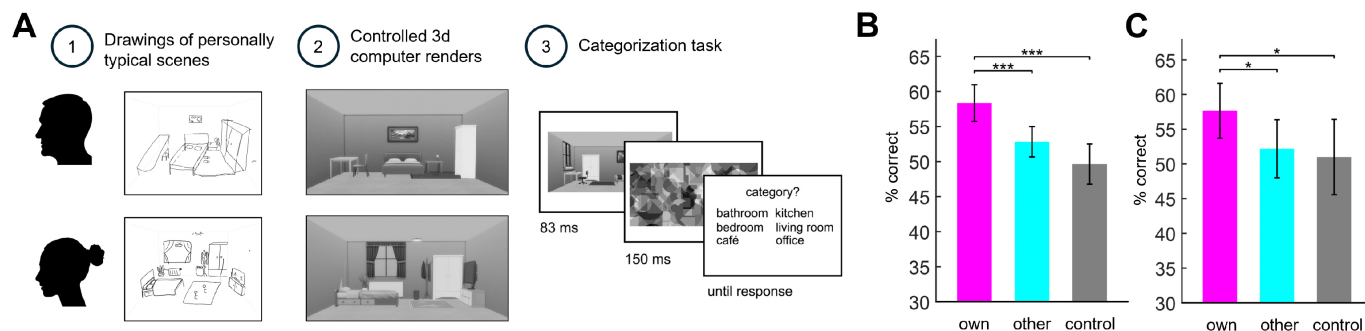 A
1 Drawings of personally
typical scenes
2 Controlled 3d
computer renders
3 Categorization task
83 ms
150 ms
category?
bathroom kitchen
bedroom living room
café office
until response
B
***
***
% correct
65
60
55
50
45
40
35
30
own other control
C
*
*
% correct
65
60
55
50
45
40
35
30
own other control